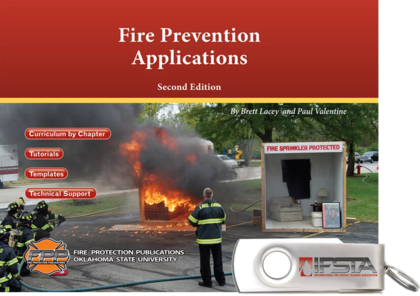 Fire Prevention
Applications
Second Edition
By Brett Lacey and Paul Valentine
Curriculum by Chapter
FIRE SPRINKLER PROTECTED
Tutorials
Templates
Technical Support
FPP
FIRE PROTECTION PUBLICATIONS
OKLAHOMA STATE UNIVERSITY
IFSTA